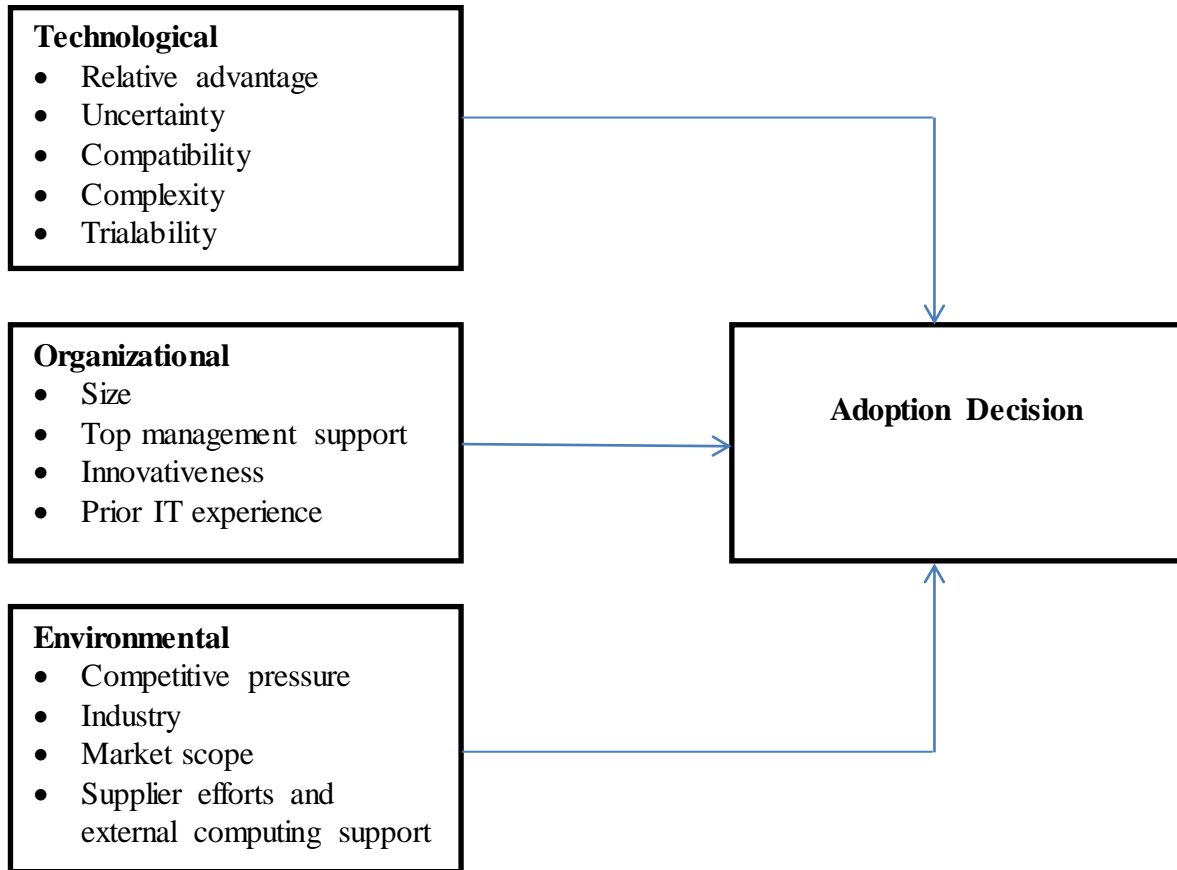 Technological
• Relative advantage
• Uncertainty
• Compatibility
• Complexity
• Trialability
Organizational
• Size
• Top management support
• Innovativeness
• Prior IT experience
Adoption Decision
Environmental
• Competitive pressure
• Industry
• Market scope
• Supplier efforts and
external computing support